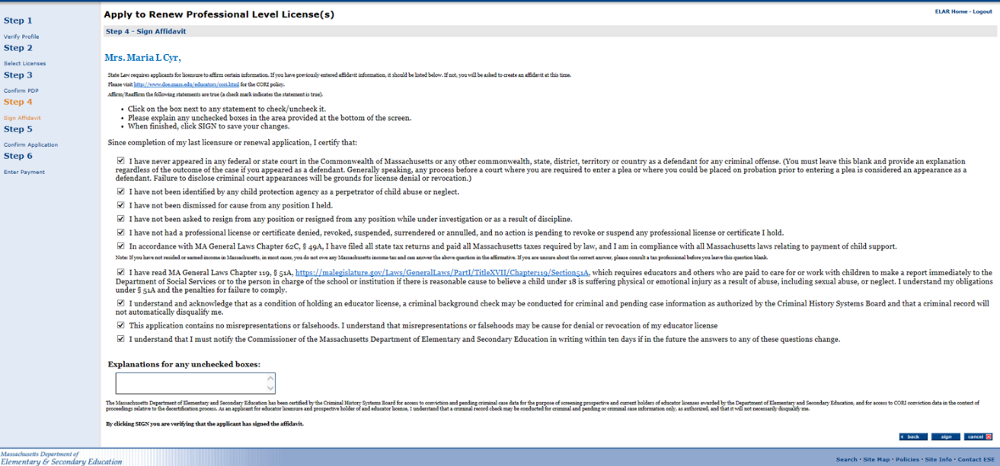 Apply to Renew Professional Level License(s)
ELAR Home - Logout
Step 1
Verify Profile
Step 2
Select Licenses
Step 3
Confirm PDP
Step 4
Sign Affidavit
Step 5
Confirm Application
Step 6
Enter Payment
Step 4 - Sign Affidavit
Mrs. Maria L Cyr,
State Law requires applicants for licensure to affirm certain information. If you have previously entered affidavit information, it should be listed below. If not, you will be asked to create an affidavit at this time.
Please visit http://www.doe.mass.edu/educators/cori.html for the CORI policy.
Affirm/Reaffirm the following statements are true (a check mark indicates the statement is true).
• Click on the box next to any statement to check/uncheck it.
• Please explain any unchecked boxes in the area provided at the bottom of the screen.
• When finished, click SIGN to save your changes.
Since completion of my last licensure or renewal application, I certify that:
I have never appeared in any federal or state court in the Commonwealth of Massachusetts or any other commonwealth, state, district, territory or country as a defendant for any criminal offense. (You must leave this blank and provide an explanation
regardless of the outcome of the case if you appeared as a defendant. Generally speaking, any process before a court where you are required to enter a plea or where you could be placed on probation prior to entering a plea is considered an appearance as a
defendant. Failure to disclose criminal court appearances will be grounds for license denial or revocation.)
I have not been identified by any child protection agency as a perpetrator of child abuse or neglect.
I have not been dismissed for cause from any position I held.
I have not been asked to resign from any position or resigned from any position while under investigation or as a result of discipline.
I have not had a professional license or certificate denied, revoked, suspended, surrendered or annulled, and no action is pending to revoke or suspend any professional license or certificate I hold.
In accordance with MA General Laws Chapter 62C, § 49A, I have filed all state tax returns and paid all Massachusetts taxes required by law, and I am in compliance with all Massachusetts laws relating to payment of child support.
Note: If you have not resided or earned income in Massachusetts, in most cases, you do not owe any Massachusetts income tax and can answer the above question in the affirmative. If you are unsure about the correct answer, please consult a tax professional before you leave this question blank.
I have read MA General Laws Chapter 119, § 51A, https://malegislature.gov/Laws/GeneralLaws/PartI/TitleXVII/Chapter119/Section51A, which requires educators and others who are paid to care for or work with children to make a report immediately to the
Department of Social Services or to the person in charge of the school or institution if there is reasonable cause to believe a child under 18 is suffering physical or emotional injury as a result of abuse, including sexual abuse, or neglect. I understand my obligations
under § 51A and the penalties for failure to comply.
I understand and acknowledge that as a condition of holding an educator license, a criminal background check may be conducted for criminal and pending case information as authorized by the Criminal History Systems Board and that a criminal record will
not automatically disqualify me.
This application contains no misrepresentations or falsehoods. I understand that misrepresentations or falsehoods may be cause for denial or revocation of my educator license
I understand that I must notify the Commissioner of the Massachusetts Department of Elementary and Secondary Education in writing within ten days if in the future the answers to any of these questions change.
Explanations for any unchecked boxes:
The Massachusetts Department of Elementary and Secondary Education has been certified by the Criminal History Systems Board for access to conviction and pending criminal case data for the purpose of screening prospective and current holders of educator licenses awarded by the Department of Elementary and Secondary Education, and for access to CORI conviction data in the context of
proceedings relative to the decertification process. As an applicant for educator licensure and prospective holder of and educator license, I understand that a criminal record check may be conducted for criminal and pending or criminal case information only, as authorized, and that it will not necessarily disqualify me.
By clicking SIGN you are verifying that the applicant has signed the affidavit.
back sign cancel
Massachusetts Department of
Elementary & Secondary Education
Search · Site Map · Policies · Site Info · Contact ESE